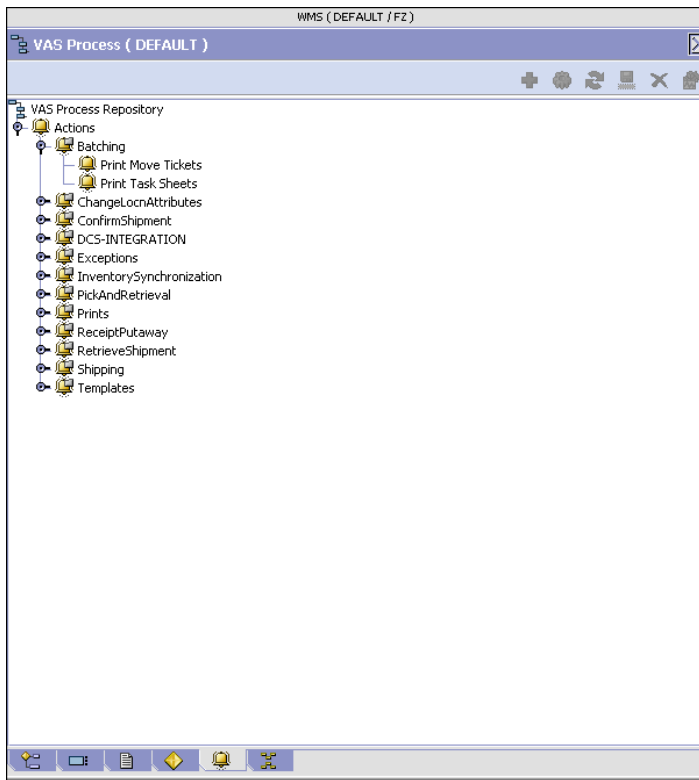 WMS ( DEFAULT / FZ )
VAS Process ( DEFAULT )
VAS Process Repository
Actions
Batching
Print Move Tickets
Print Task Sheets
ChangeLocnAttributes
ConfirmShipment
DCS-INTEGRATION
Exceptions
InventorySynchronization
PickAndRetrieval
Prints
ReceiptPutaway
RetrieveShipment
Shipping
Templates